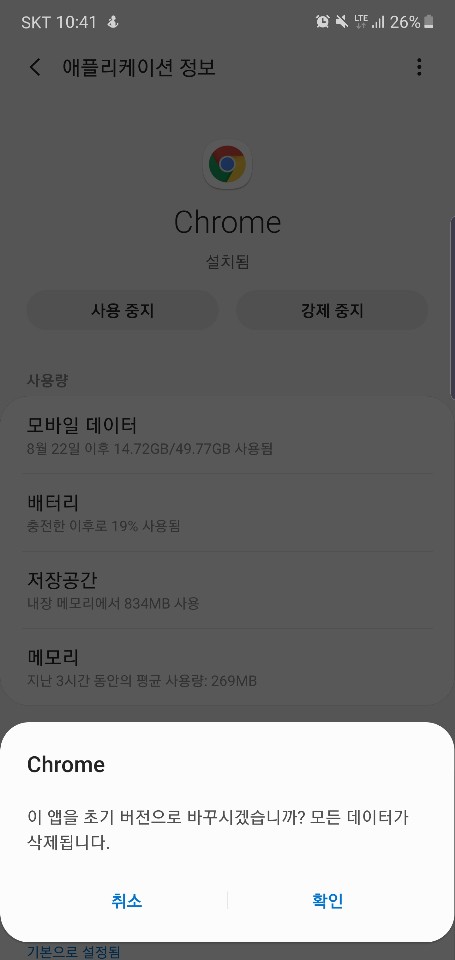 SKT 10:41
LTE
26%
애플리케이션 정보
Chrome
설치됨
사용 중지
강제 중지
사용량
모바일 데이터
8월 22일 이후 14.72GB/49.77GB 사용됨
배터리
충전한 이후로 19% 사용됨
저장공간
내장 메모리에서 834MB 사용
메모리
지난 3시간 동안의 평균 사용량: 269MB
Chrome
이 앱을 초기 버전으로 바꾸시겠습니까? 모든 데이터가
삭제됩니다.
취소
확인
기본으로 설정됨